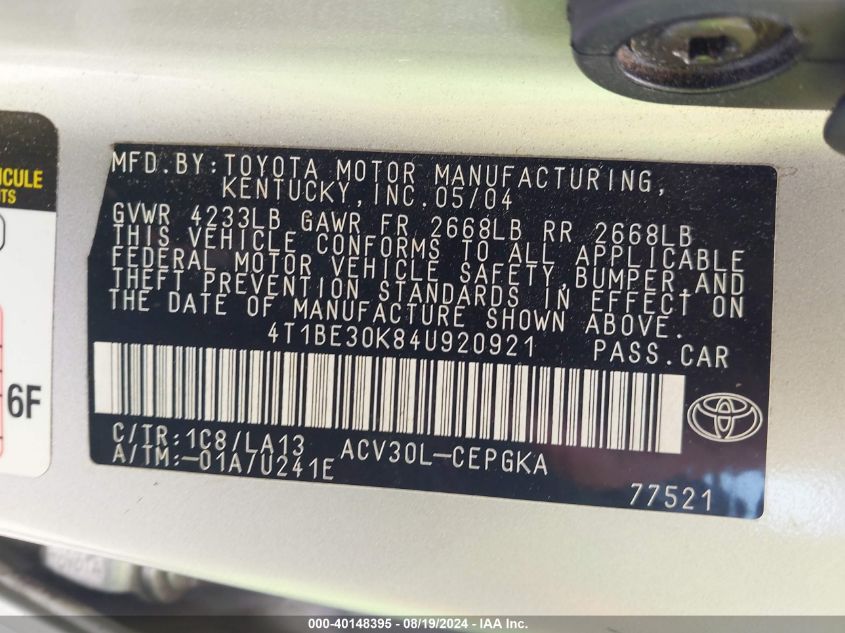 ICULE
TS
6F
MFD.BY:TOYOTA MOTOR MANUFACTURING,
KENTUCKY,INC.05/04
GVWR 4233LB GAWR FR 2668LB RR 2668LB
THIS VEHICLE CONFORMS TO ALL APPLICABLE
FEDERAL MOTOR VEHICLE SAFETY,BUMPER,AND
THEFT PREVENTION STANDARDS IN EFFECT ON
THE DATE OF MANUFACTURE SHOWN ABOVE.
4T1BE30K84U920921 PASS.CAR
C/TR:1C8/LA13 ACV30L-CEPGKA
A/TM:-01A/U241E
77521
000-40148395 - 08/19/2024 - IAA Inc.